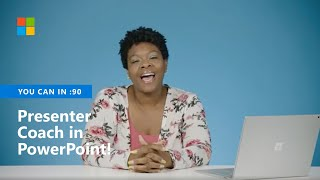 YOU CAN IN :90
Presenter
Coach in
PowerPoint!